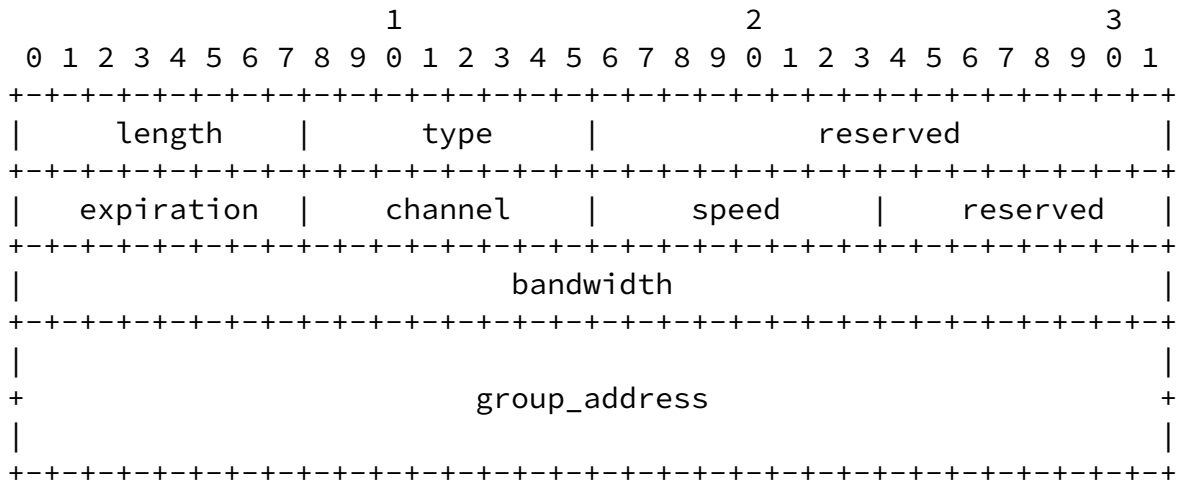 1                   2                   3
 0 1 2 3 4 5 6 7 8 9 0 1 2 3 4 5 6 7 8 9 0 1 2 3 4 5 6 7 8 9 0 1
+-+-+-+-+-+-+-+-+-+-+-+-+-+-+-+-+-+-+-+-+-+-+-+-+-+-+-+-+-+-+-+-+
|     length    |      type     |            reserved           |
+-+-+-+-+-+-+-+-+-+-+-+-+-+-+-+-+-+-+-+-+-+-+-+-+-+-+-+-+-+-+-+-+
|   expiration  |    channel    |     speed     |    reserved   |
+-+-+-+-+-+-+-+-+-+-+-+-+-+-+-+-+-+-+-+-+-+-+-+-+-+-+-+-+-+-+-+-+
|                           bandwidth                           |
+-+-+-+-+-+-+-+-+-+-+-+-+-+-+-+-+-+-+-+-+-+-+-+-+-+-+-+-+-+-+-+-+
|                                                               |
+                         group_address                         +
|                                                               |
+-+-+-+-+-+-+-+-+-+-+-+-+-+-+-+-+-+-+-+-+-+-+-+-+-+-+-+-+-+-+-+-+